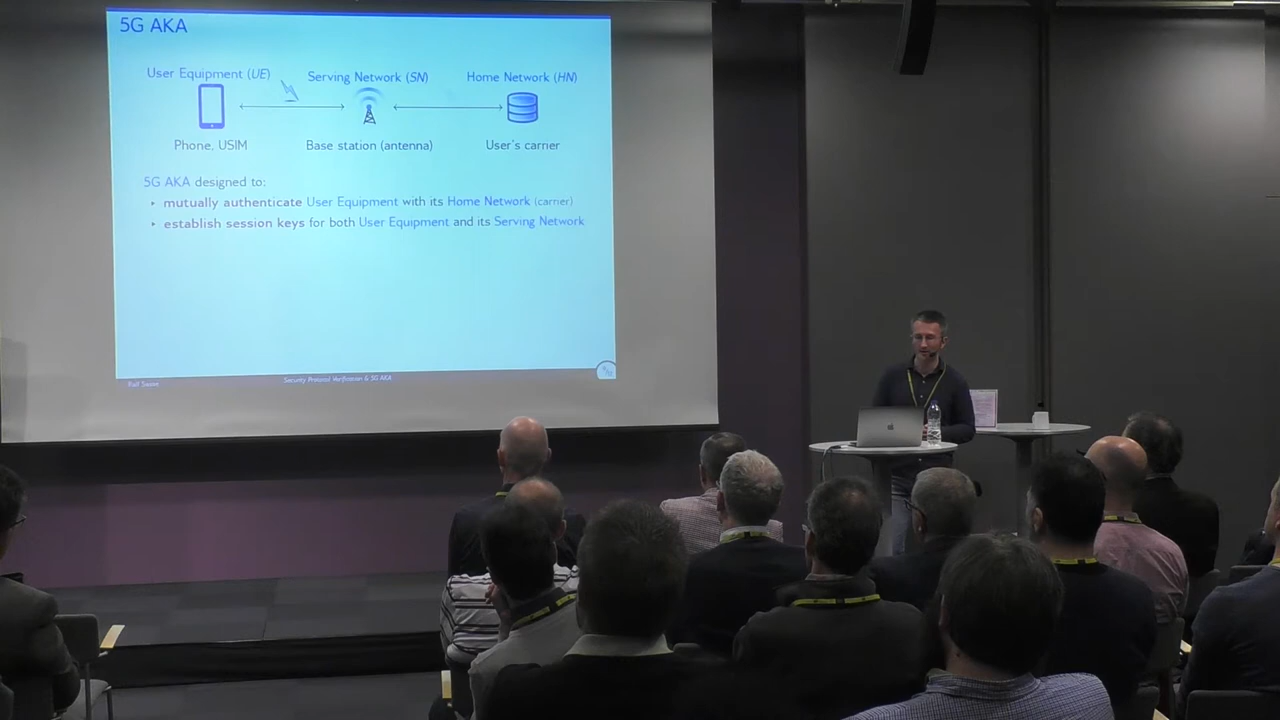 5G AKA
User Equipment (UE)
Serving Network (SN)
Home Network (HN)
Phone, USIM
Base station (antenna)
User's carrier
5G AKA designed to:
‣ mutually authenticate User Equipment with its Home Network (carrier)
‣ establish session keys for both User Equipment and its Serving Network
Security Protocol Verification & 5G AKA